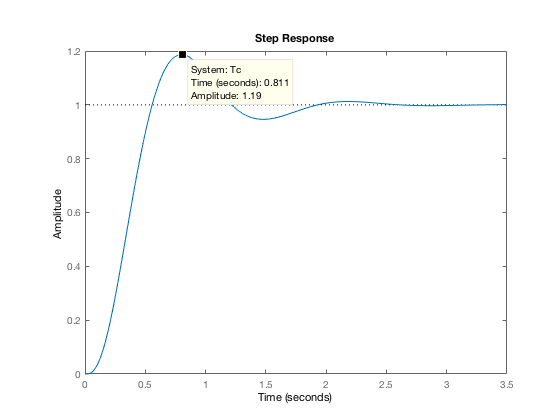 Step Response
1.2
System: Tc
Time (seconds): 0.811
Amplitude: 1.19
1
0.8
0.6
Amplitude
0.4
0.2
0
0 0.5 1 1.5 2 2.5 3 3.5
Time (seconds)